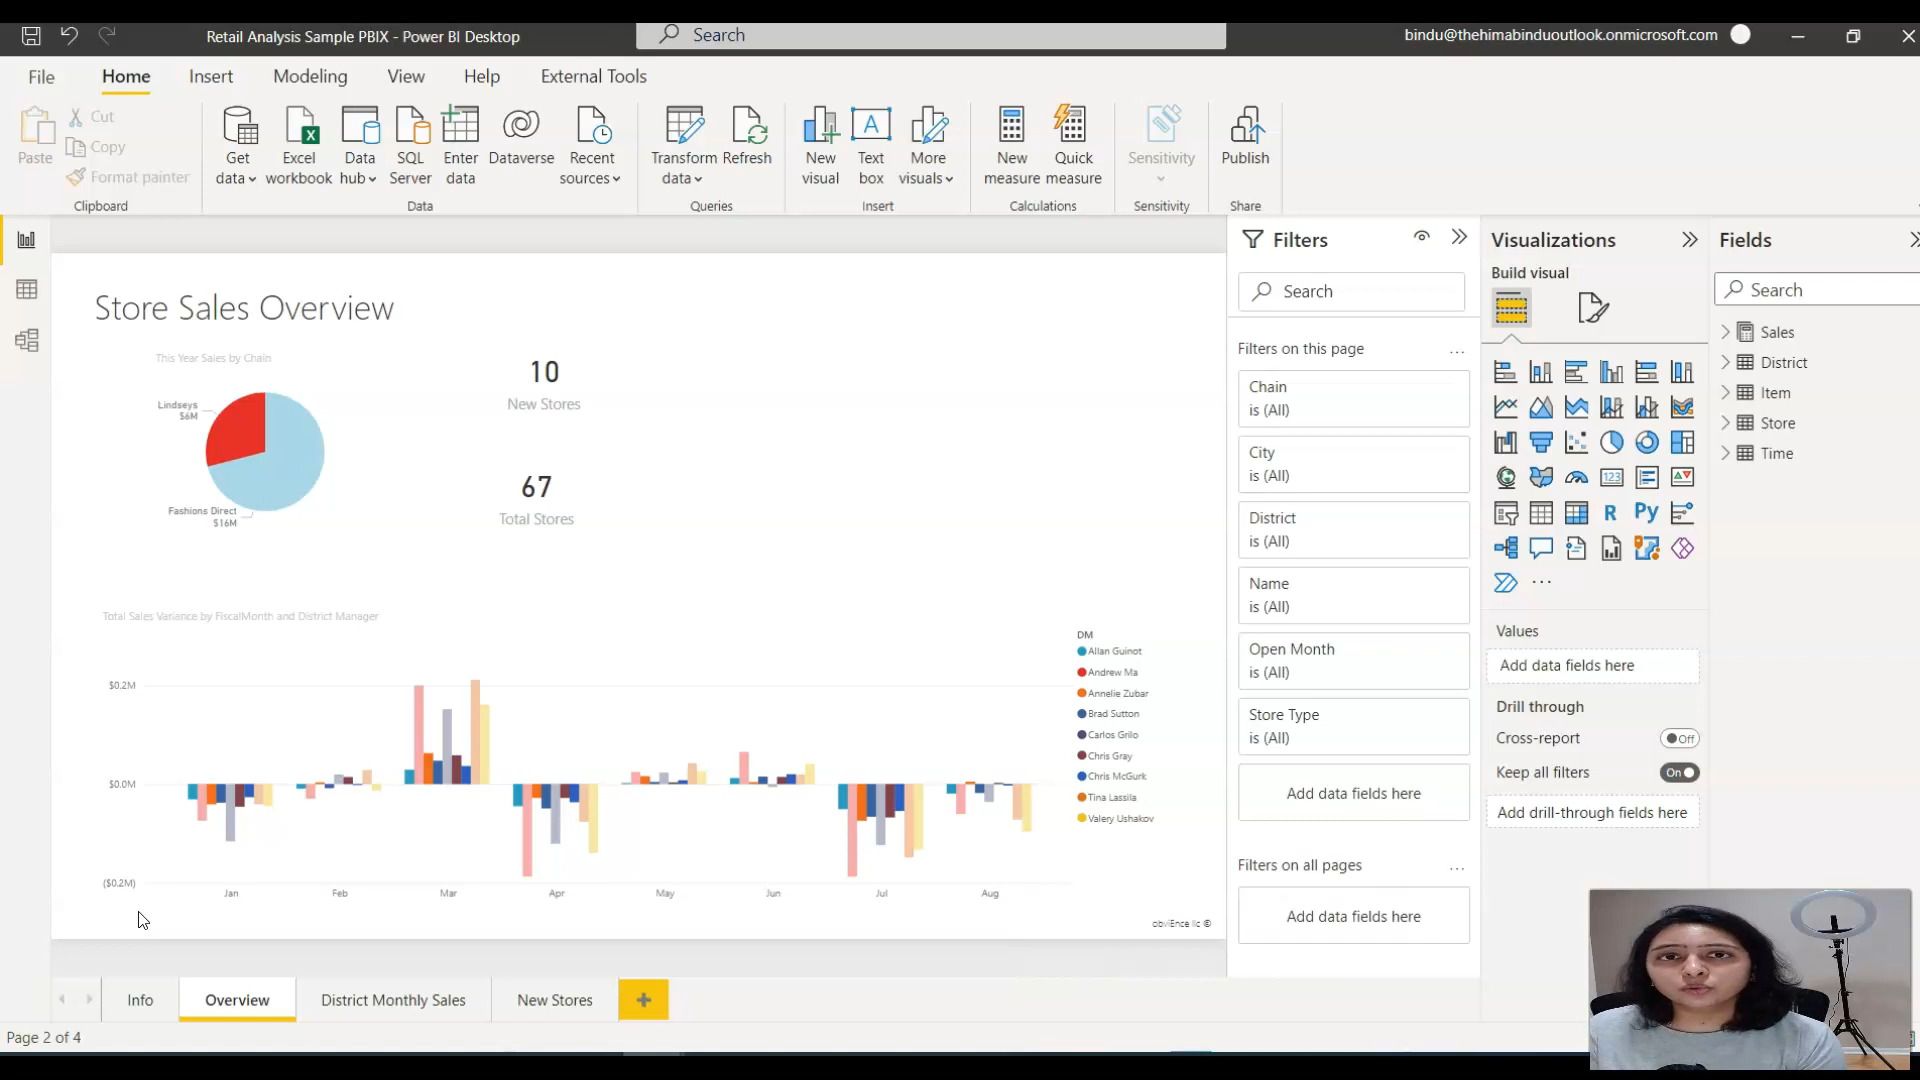 Retail Analysis Sample PBIX - Power BI Desktop
Search
bindu@thehimabinduoutlook.onmicrosoft.com
File Home Insert Modeling View Help External Tools
Paste
Cut
Copy
Format painter
Clipboard
Get data
Excel workbook
Data hub
SQL Server
Enter data
Dataverse
Recent sources
Data
Transform data
Refresh
Queries
New visual
A
Text box
More visuals
Insert
New measure
Quick measure
Calculations
Sensitivity
Sensitivity
Publish
Share
Store Sales Overview
This Year Sales by Chain
Lindseys
$6M
Fashions Direct
$16M
10
New Stores
67
Total Stores
Total Sales Variance by FiscalMonth and District Manager
$0.2M
$0.0M
($0.2M)
Jan Feb Mar Apr May Jun Jul Aug
DM
Allan Guinot
Andrew Ma
Annelie Zubar
Brad Sutton
Carlos Grilo
Chris Gray
Chris McGurk
Tina Lassila
Valery Ushakov
obviEnce llc ©
Filters
Search
Filters on this page ...
Chain
is (All)
City
is (All)
District
is (All)
Name
is (All)
Open Month
is (All)
Store Type
is (All)
Add data fields here
Filters on all pages ...
Add data fields here
Visualizations
Build visual
123
R Py
...
Values
Add data fields here
Drill through
Cross-report Off
Keep all filters On
Add drill-through fields here
Fields
Search
Sales
District
Item
Store
Time
Info Overview District Monthly Sales New Stores +
Page 2 of 4